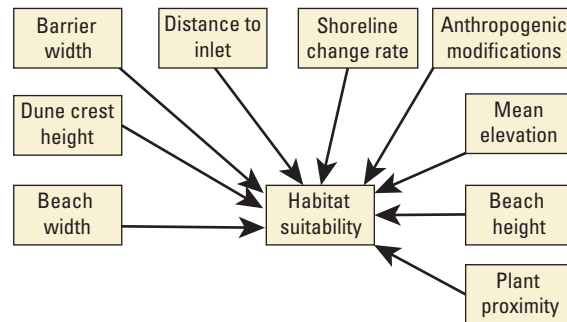 Barrier
width
Distance to
inlet
Shoreline
change rate
Anthropogenic
modifications
Dune crest
height
Mean
elevation
Beach
width
Habitat
suitability
Beach
height
Plant
proximity